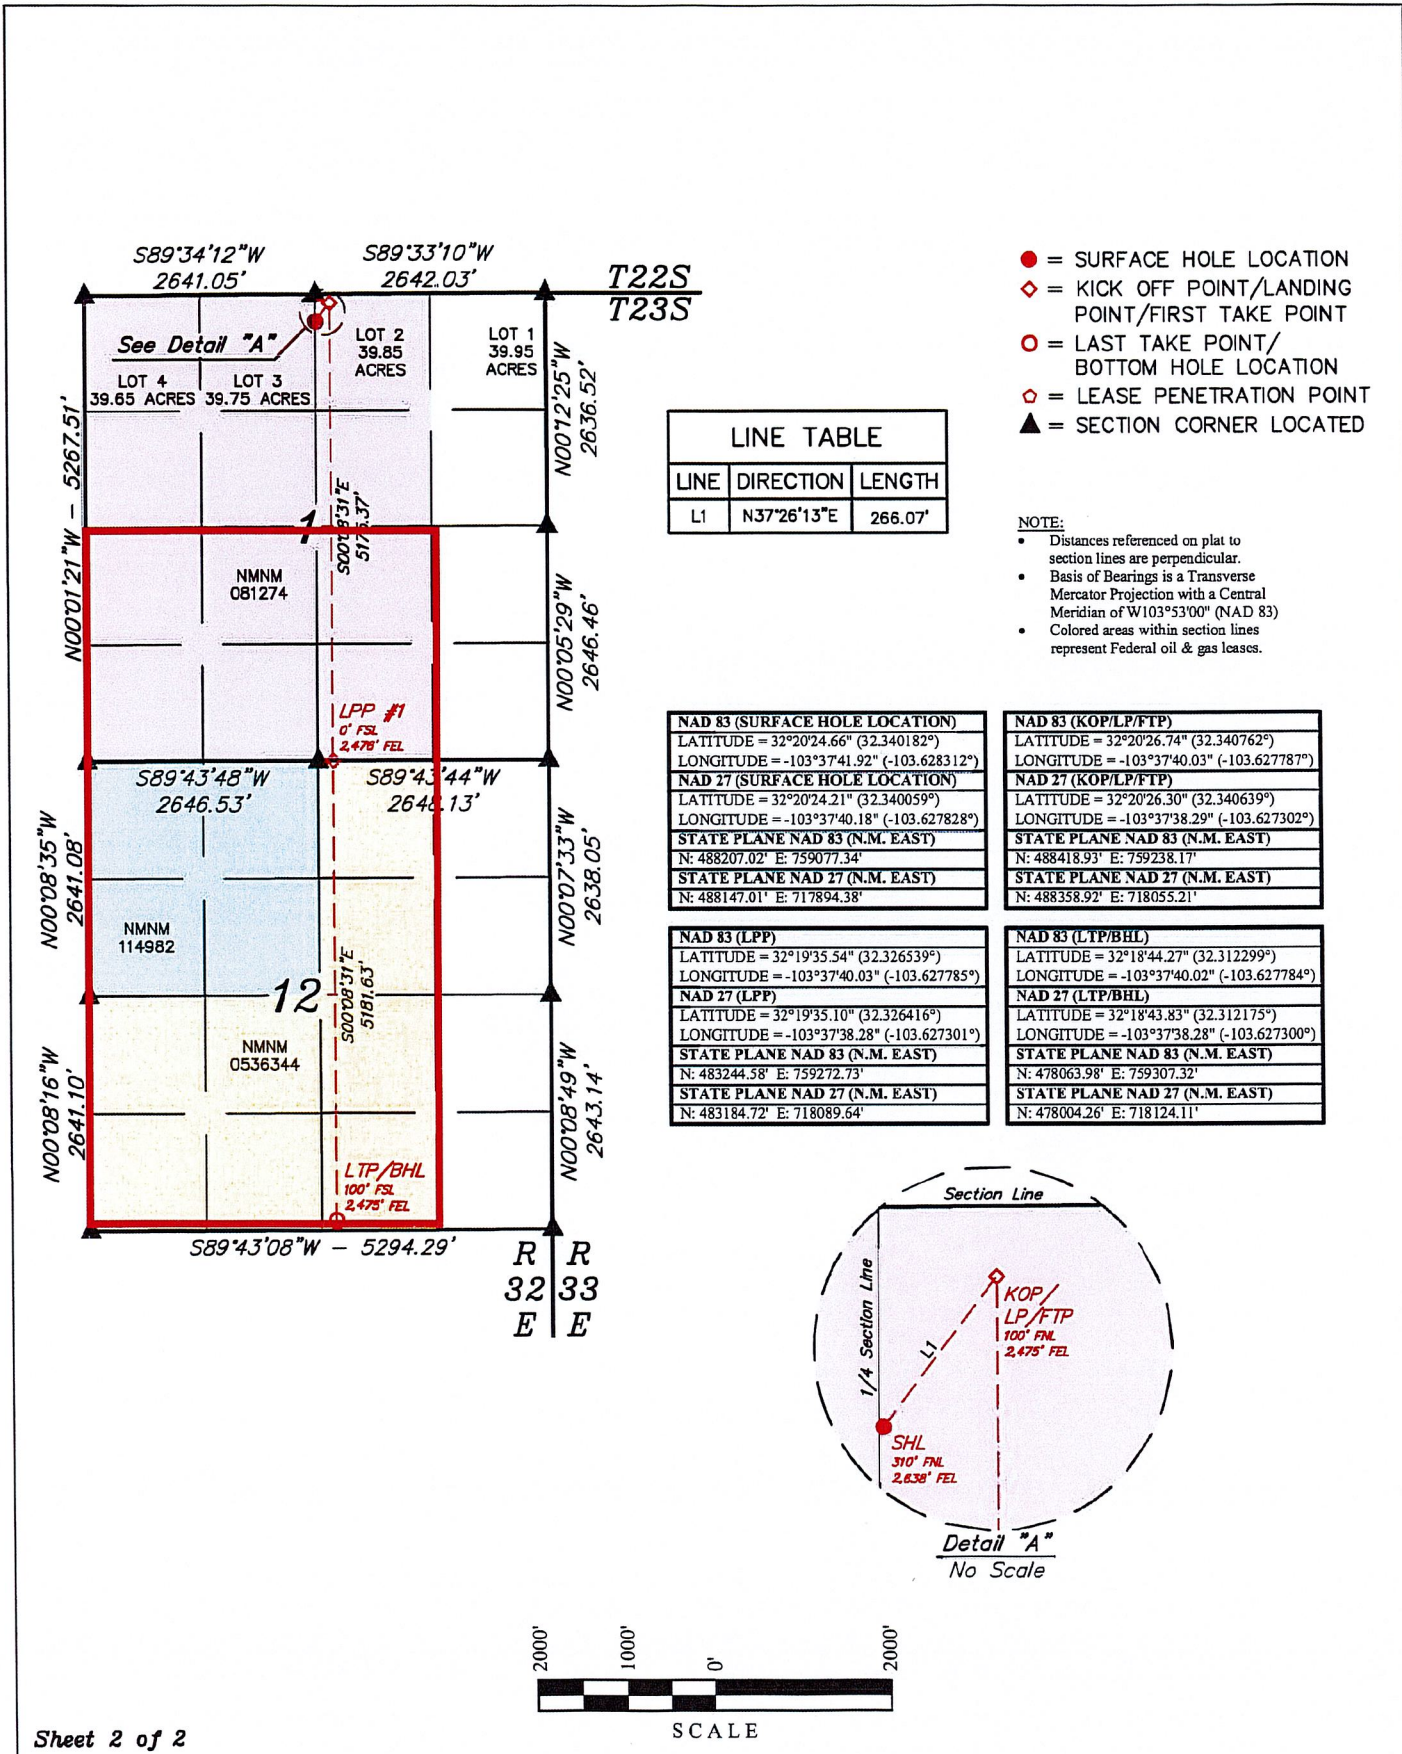 S89°34'12"W
2641.05'
S89°33'10"W
2642.03'
T22S
T23S
See Detail "A"
LOT 4
39.65 ACRES
LOT 3
39.75 ACRES
LOT 2
39.85
ACRES
LOT 1
39.95
ACRES
N00°12'25"W
2636.52'
N00°01'21"W – 5267.51'
S00°08'31"E
1
NMNM
081274
N00°05'29"W
2646.46'
LPP #1
0' FSL
2,476' FEL
S89°43'48"W
2646.53'
S89°43'44"W
2648.13'
N00°08'35"W
2641.08'
N00°07'33"W
2638.05'
NMNM
114982
S00°08'31"E
5181.63'
12
NMNM
0536344
N00°08'16"W
2641.10'
N00°08'49"W
2643.14'
LTP/BHL
100' FSL
2,475' FEL
S89°43'08"W – 5294.29'
R R
32 33
E E
● = SURFACE HOLE LOCATION
◇ = KICK OFF POINT/LANDING
POINT/FIRST TAKE POINT
O = LAST TAKE POINT/
BOTTOM HOLE LOCATION
⬠ = LEASE PENETRATION POINT
▲ = SECTION CORNER LOCATED
LINE TABLE
LINE DIRECTION LENGTH
L1 N37°26'13"E 266.07'
NOTE:
• Distances referenced on plat to
section lines are perpendicular.
• Basis of Bearings is a Transverse
Mercator Projection with a Central
Meridian of W103°53'00" (NAD 83)
• Colored areas within section lines
represent Federal oil & gas leases.
NAD 83 (SURFACE HOLE LOCATION)
LATITUDE = 32°20'24.66" (32.340182°)
LONGITUDE = -103°37'41.92" (-103.628312°)
NAD 27 (SURFACE HOLE LOCATION)
LATITUDE = 32°20'24.21" (32.340059°)
LONGITUDE = -103°37'40.18" (-103.627828°)
STATE PLANE NAD 83 (N.M. EAST)
N: 488207.02' E: 759077.34'
STATE PLANE NAD 27 (N.M. EAST)
N: 488147.01' E: 717894.38'
NAD 83 (KOP/LP/FTP)
LATITUDE = 32°20'26.74" (32.340762°)
LONGITUDE = -103°37'40.03" (-103.627787°)
NAD 27 (KOP/LP/FTP)
LATITUDE = 32°20'26.30" (32.340639°)
LONGITUDE = -103°37'38.29" (-103.627302°)
STATE PLANE NAD 83 (N.M. EAST)
N: 488418.93' E: 759238.17'
STATE PLANE NAD 27 (N.M. EAST)
N: 488358.92' E: 718055.21'
NAD 83 (LPP)
LATITUDE = 32°19'35.54" (32.326539°)
LONGITUDE = -103°37'40.03" (-103.627785°)
NAD 27 (LPP)
LATITUDE = 32°19'35.10" (32.326416°)
LONGITUDE = -103°37'38.28" (-103.627301°)
STATE PLANE NAD 83 (N.M. EAST)
N: 483244.58' E: 759272.73'
STATE PLANE NAD 27 (N.M. EAST)
N: 483184.72' E: 718089.64'
NAD 83 (LTP/BHL)
LATITUDE = 32°18'44.27" (32.312299°)
LONGITUDE = -103°37'40.02" (-103.627784°)
NAD 27 (LTP/BHL)
LATITUDE = 32°18'43.83" (32.312175°)
LONGITUDE = -103°37'38.28" (-103.627300°)
STATE PLANE NAD 83 (N.M. EAST)
N: 478063.98' E: 759307.32'
STATE PLANE NAD 27 (N.M. EAST)
N: 478004.26' E: 718124.11'
Section Line
1/4 Section Line
L1
KOP/
LP/FTP
100' FNL
2,475' FEL
SHL
310' FNL
2,638' FEL
Detail "A"
No Scale
2000' 1000' 0' 2000'
SCALE
Sheet 2 of 2